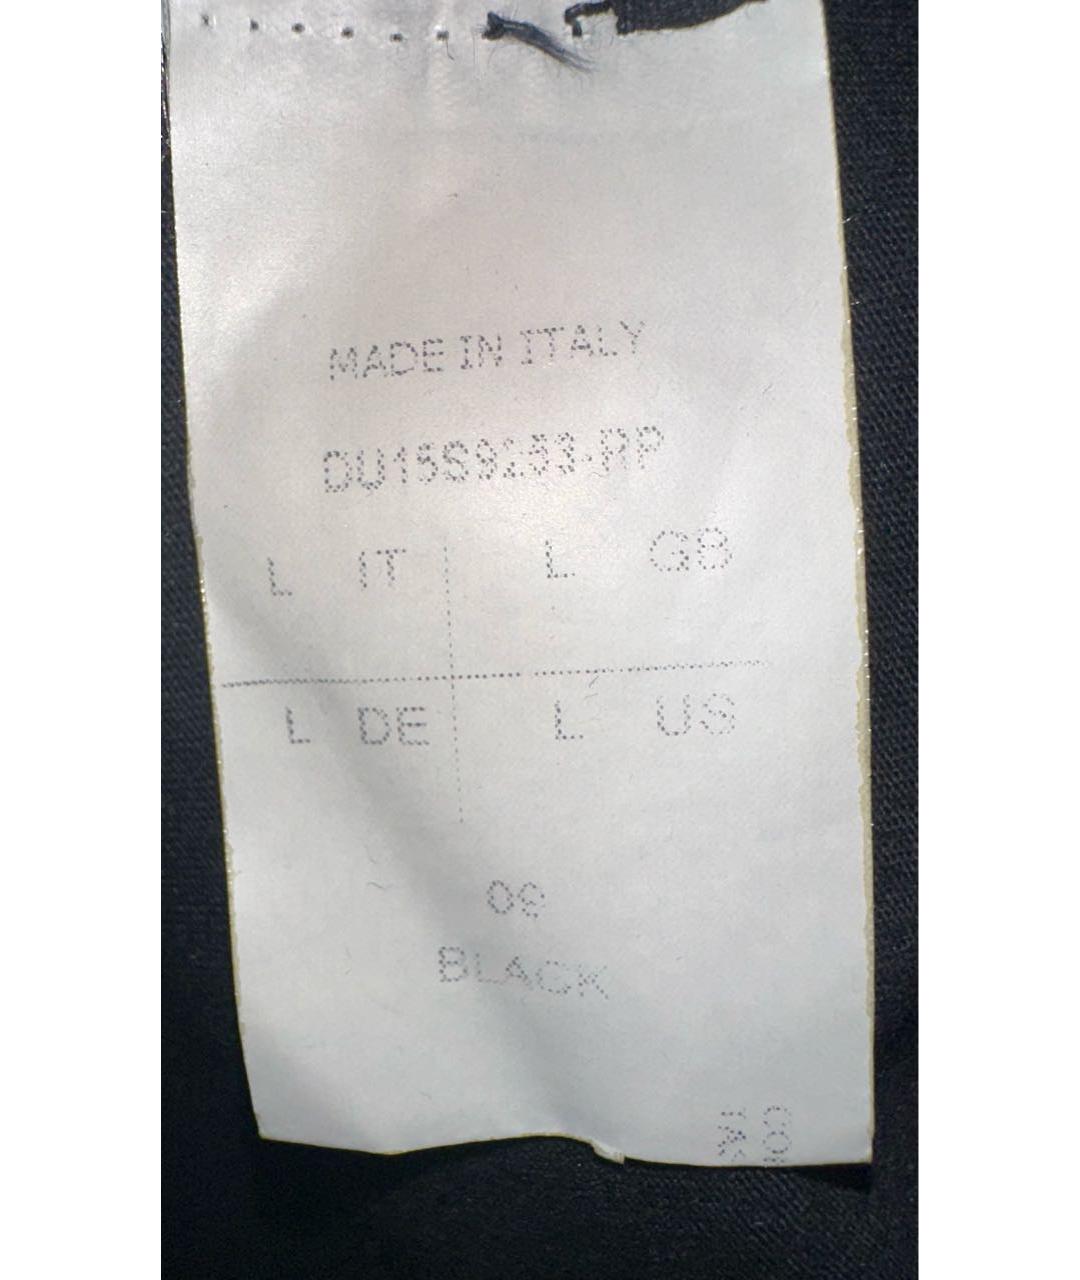 MADE IN ITALY
DU15S9253-RP
L IT L GB
L DE L US
09
BLACK